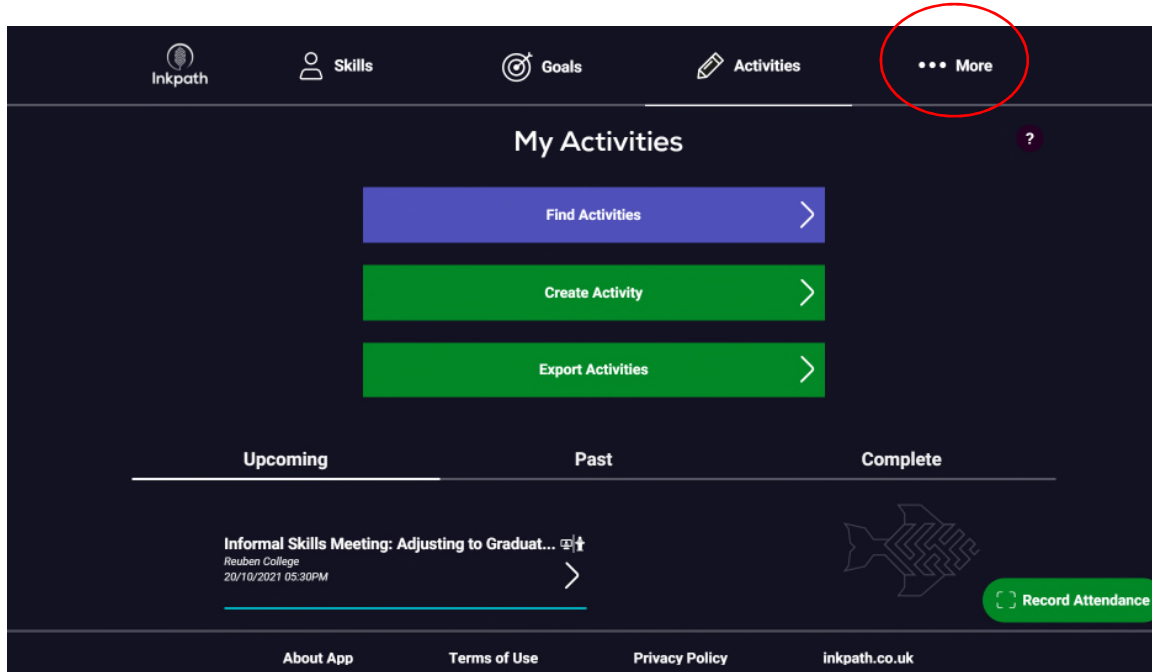 Inkpath
Skills
Goals
Activities
••• More
My Activities
?
Find Activities
Create Activity
Export Activities
Upcoming
Past
Complete
Informal Skills Meeting: Adjusting to Graduat...
Reuben College
20/10/2021 05:30PM
Record Attendance
About App
Terms of Use
Privacy Policy
inkpath.co.uk